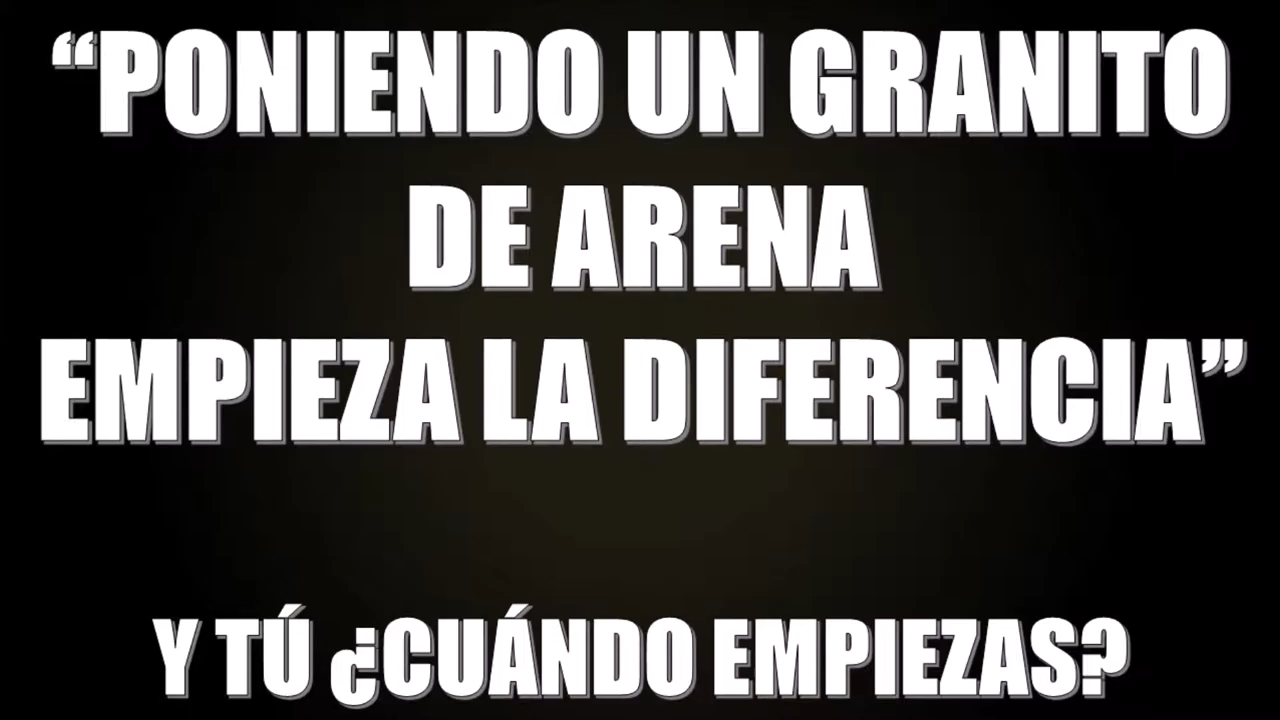 “PONIENDO UN GRANITO
DE ARENA
EMPIEZA LA DIFERENCIA”
Y TÚ ¿CUÁNDO EMPIEZAS?